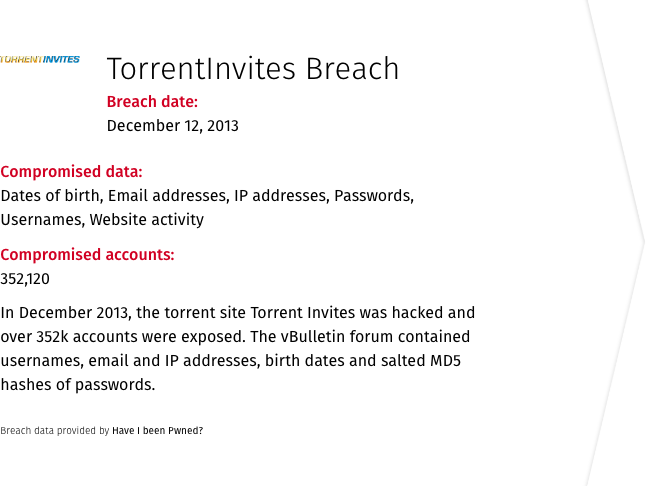 TORRENTINVITES
TorrentInvites Breach
Breach date:
December 12, 2013
Compromised data:
Dates of birth, Email addresses, IP addresses, Passwords,
Usernames, Website activity
Compromised accounts:
352,120
In December 2013, the torrent site Torrent Invites was hacked and
over 352k accounts were exposed. The vBulletin forum contained
usernames, email and IP addresses, birth dates and salted MD5
hashes of passwords.
Breach data provided by Have I been Pwned?